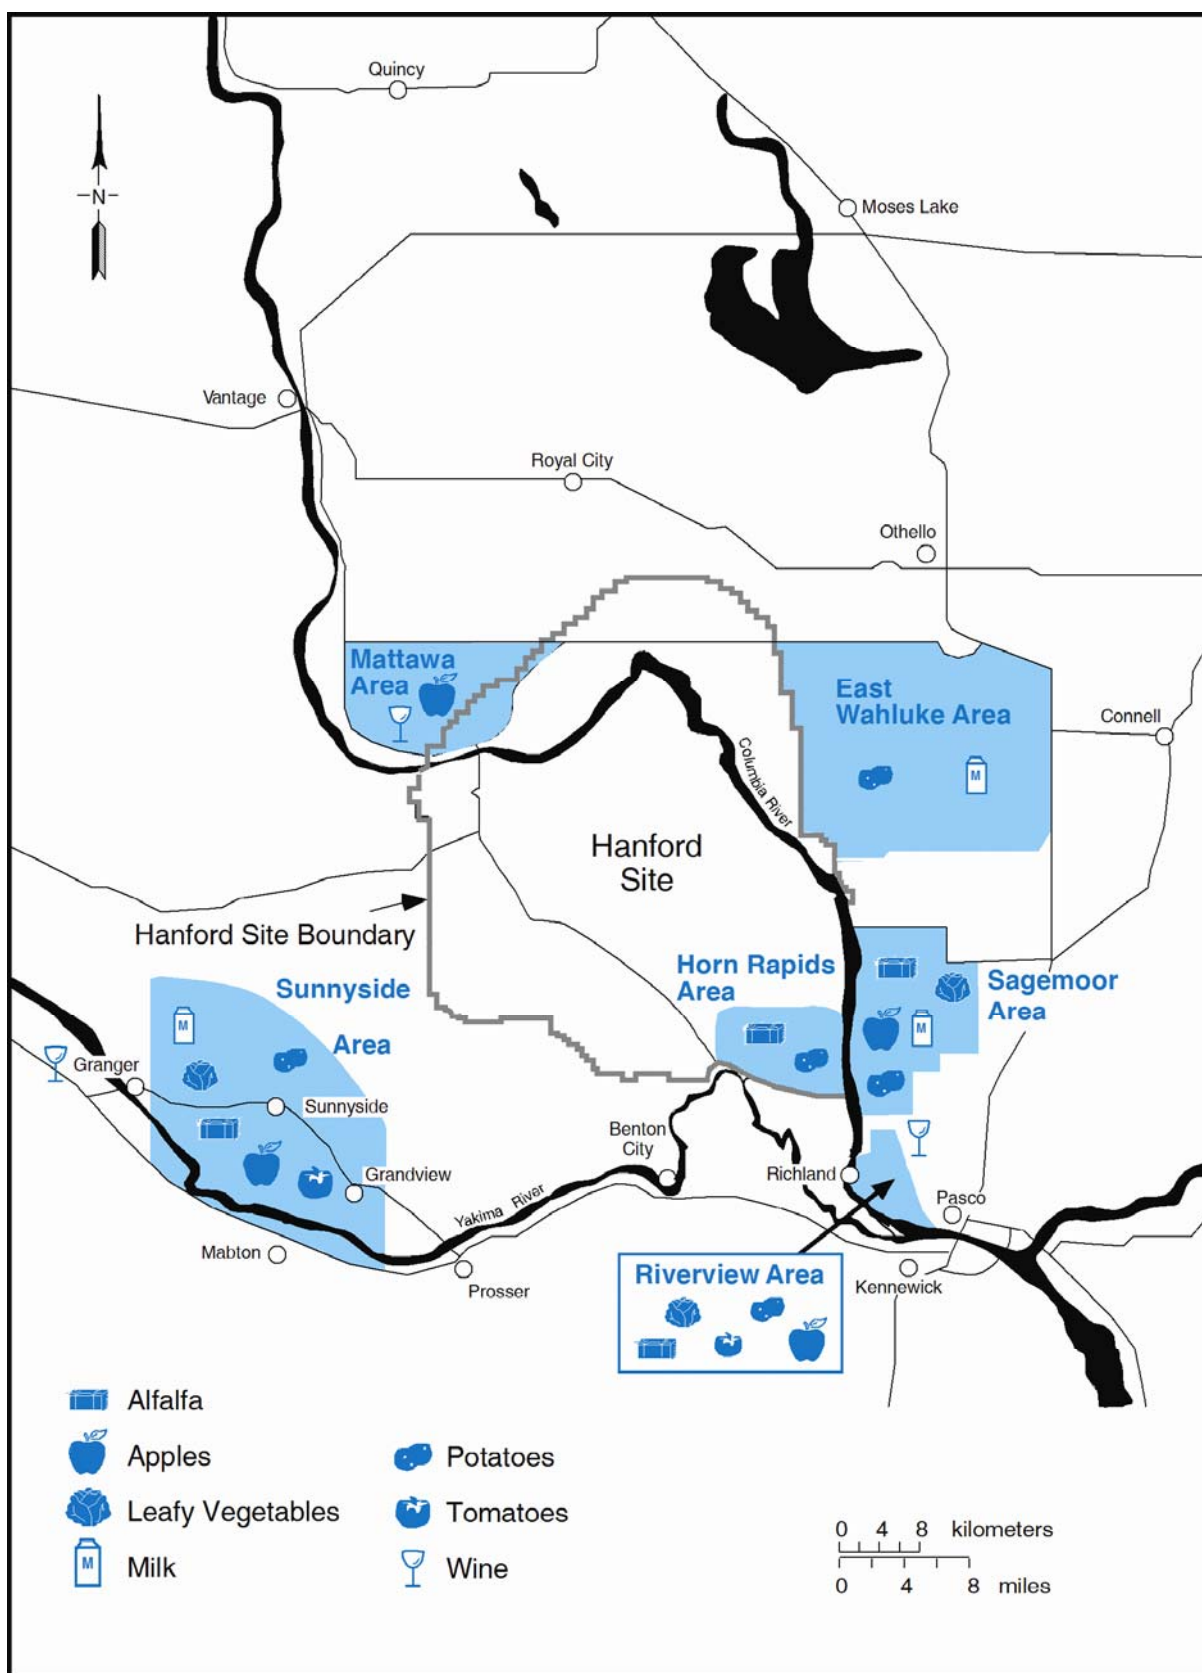 Quincy
N
Moses Lake
Vantage
Royal City
Othello
Mattawa
Area
East
Wahluke Area
Connell
M
Columbia River
Hanford
Site
Hanford Site Boundary
Horn Rapids
Area
Sagemoor
Area
Sunnyside
Area
M
M
Granger
Sunnyside
Benton
City
Grandview
Richland
Yakima River
Pasco
Mabton
Prosser
Kennewick
Riverview Area
Alfalfa
Apples
Potatoes
Leafy Vegetables
Tomatoes
M
Milk
Wine
0 4 8 kilometers
0 4 8 miles